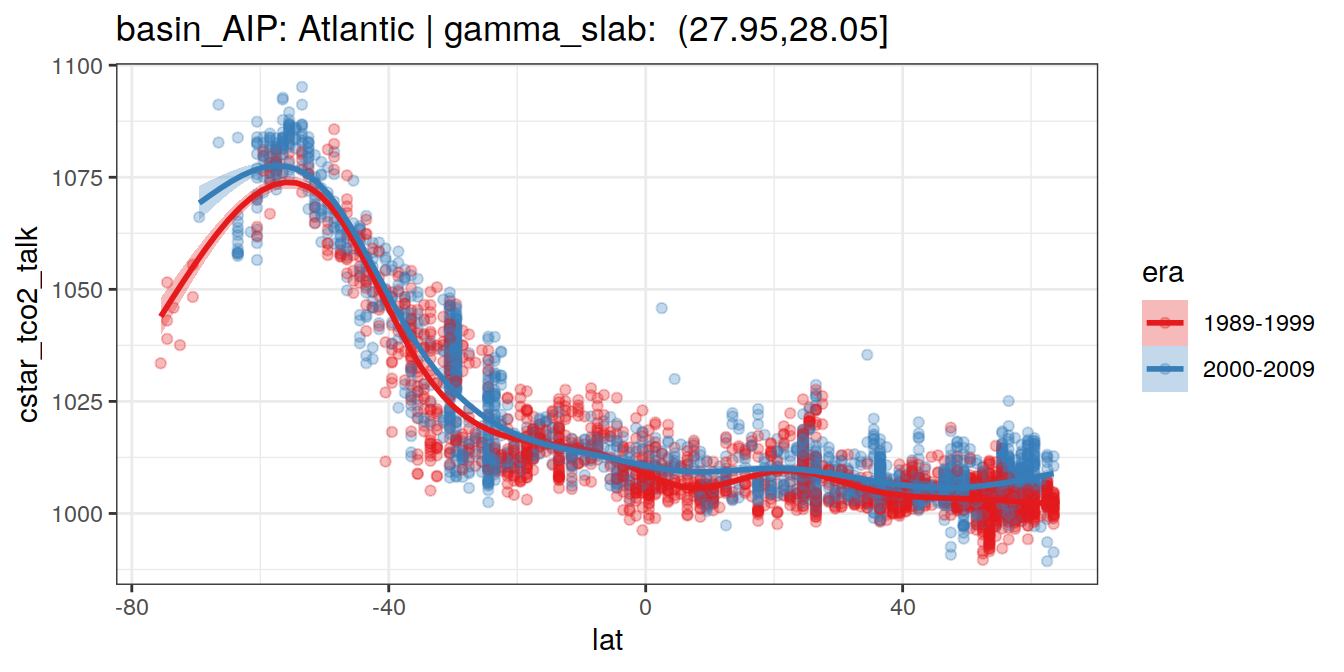 basin_AIP: Atlantic | gamma_slab:  (27.95,28.05]
cstar_tco2_talk
1100
1075
1050
1025
1000
-80
-40
0
40
lat
era
1989-1999
2000-2009